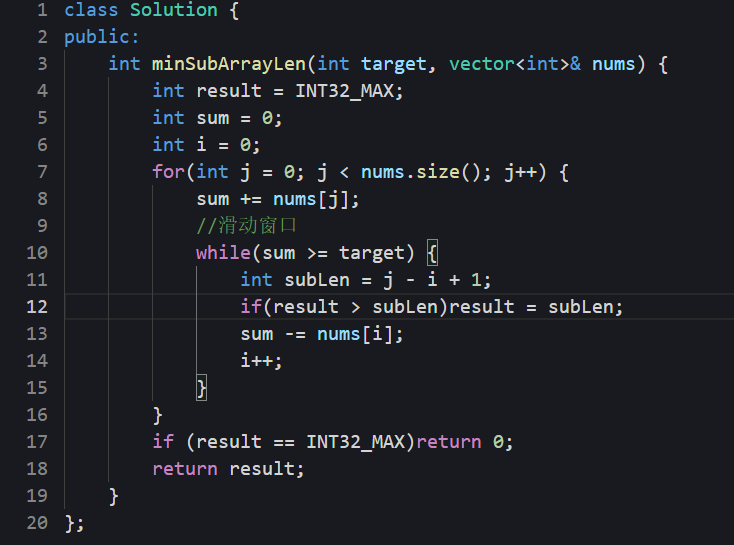 1 class Solution {
2 public:
3     int minSubArrayLen(int target, vector<int>& nums) {
4         int result = INT32_MAX;
5         int sum = 0;
6         int i = 0;
7         for(int j = 0; j < nums.size(); j++) {
8             sum += nums[j];
9             //滑动窗口
10             while(sum >= target) {
11                 int subLen = j - i + 1;
12                 if(result > subLen)result = subLen;
13                 sum -= nums[i];
14                 i++;
15             }
16         }
17         if (result == INT32_MAX)return 0;
18         return result;
19     }
20 };